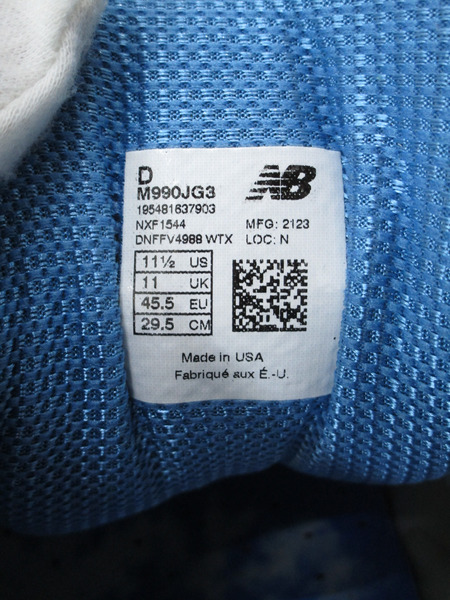 D
M990JG3
195481637903
NXF1544 MFG: 2123
DNFFV4988 WTX LOC: N
NB
11½ US
11 UK
45.5 EU
29.5 CM
Made in USA
Fabriqué aux É.-U.